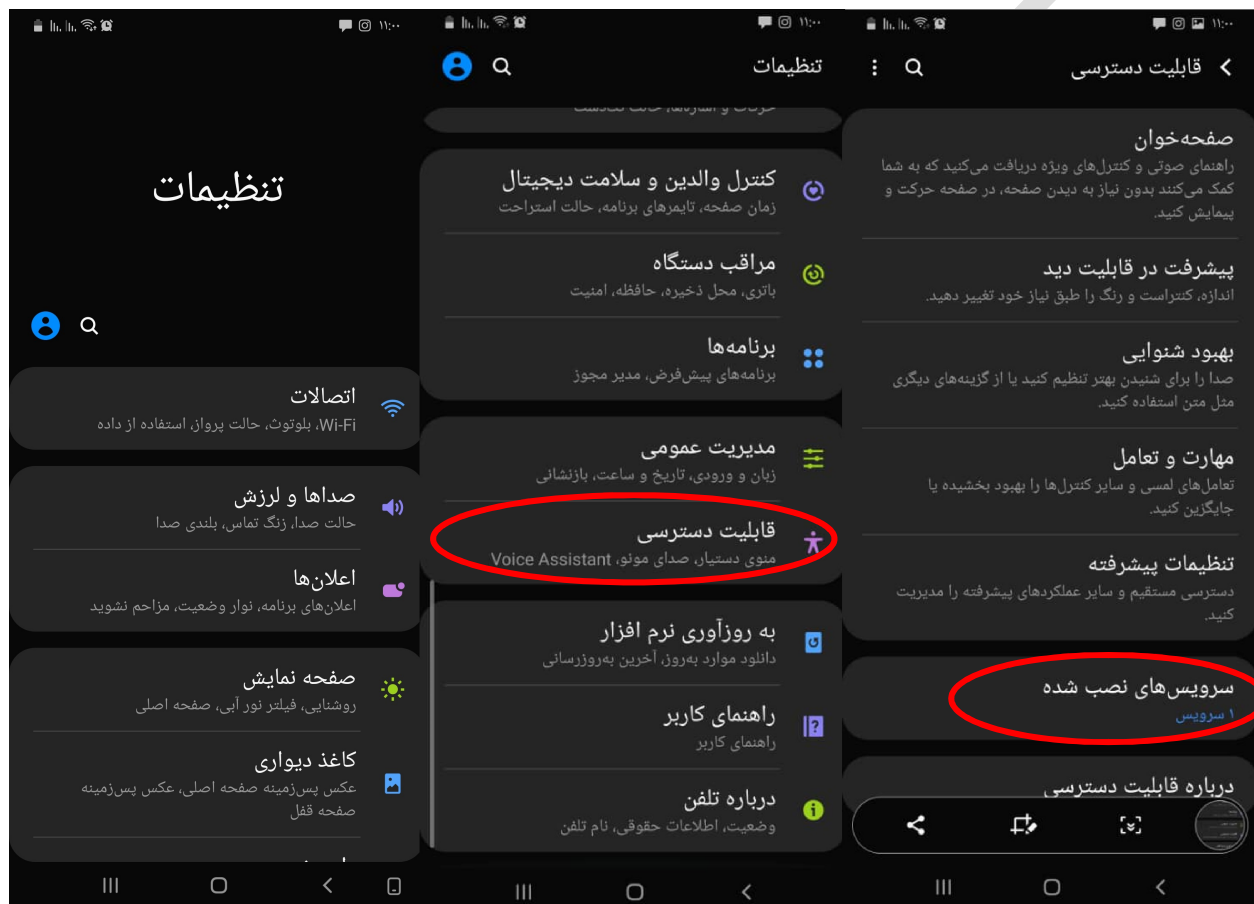 ۱۱:۰۰
تنظیمات
اتصالات
Wi-Fi، بلوتوث، حالت پرواز، استفاده از داده
صداها و لرزش
حالت صدا، زنگ تماس، بلندی صدا
اعلان‌ها
اعلان‌های برنامه، نوار وضعیت، مزاحم نشوید
صفحه نمایش
روشنایی، فیلتر نور آبی، صفحه اصلی
کاغذ دیواری
عکس پس‌زمینه صفحه اصلی، عکس پس‌زمینه
صفحه قفل
۱۱:۰۰
تنظیمات
کنترل والدین و سلامت دیجیتال
زمان صفحه، تایمرهای برنامه، حالت استراحت
مراقب دستگاه
باتری، محل ذخیره، حافظه، امنیت
برنامه‌ها
برنامه‌های پیش‌فرض، مدیر مجوز
مدیریت عمومی
زبان و ورودی، تاریخ و ساعت، بازنشانی
قابلیت دسترسی
منوی دستیار، صدای مونو، Voice Assistant
به روزآوری نرم افزار
دانلود موارد به‌روز، آخرین به‌روزرسانی
راهنمای کاربر
راهنمای کاربر
درباره تلفن
وضعیت، اطلاعات حقوقی، نام تلفن
۱۱:۰۰
قابلیت دسترسی
صفحه‌خوان
راهنمای صوتی و کنترل‌های ویژه دریافت می‌کنید که به شما
کمک می‌کنند بدون نیاز به دیدن صفحه، در صفحه حرکت و
پیمایش کنید.
پیشرفت در قابلیت دید
اندازه، کنتراست و رنگ را طبق نیاز خود تغییر دهید.
بهبود شنوایی
صدا را برای شنیدن بهتر تنظیم کنید یا از گزینه‌های دیگری
مثل متن استفاده کنید.
مهارت و تعامل
تعامل‌های لمسی و سایر کنترل‌ها را بهبود بخشیده یا
جایگزین کنید.
تنظیمات پیشرفته
دسترسی مستقیم و سایر عملکردهای پیشرفته را مدیریت
کنید.
سرویس‌های نصب شده
۱ سرویس
درباره قابلیت دسترسی